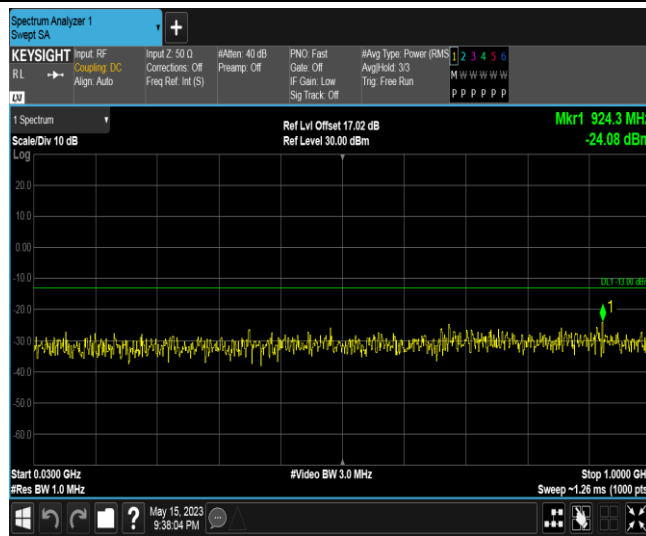 Spectrum Analyzer 1
Swept SA
+
KEYSIGHT Input: RF Input Z: 50 Ω #Atten: 40 dB PNO: Fast #Avg Type: Power (RMS 1 2 3 4 5 6
RL Coupling: DC Corrections: Off Preamp: Off Gate: Off Avg|Hold: 3/3 M W W W W W
Align: Auto Freq Ref: Int (S) IF Gain: Low Trig: Free Run P P P P P P
LXI Sig Track: Off
1 Spectrum Ref Lvl Offset 17.02 dB Mkr1 924.3 MHz
Scale/Div 10 dB Ref Level 30.00 dBm -24.08 dBm
Log
20.0
10.0
0.00
-10.0 DL1 -13.00 dBm
-20.0 1
-30.0
-40.0
-50.0
-60.0
Start 0.0300 GHz #Video BW 3.0 MHz Stop 1.0000 GH
#Res BW 1.0 MHz Sweep ~1.26 ms (1000 pts
? May 15, 2023
9:38:04 PM